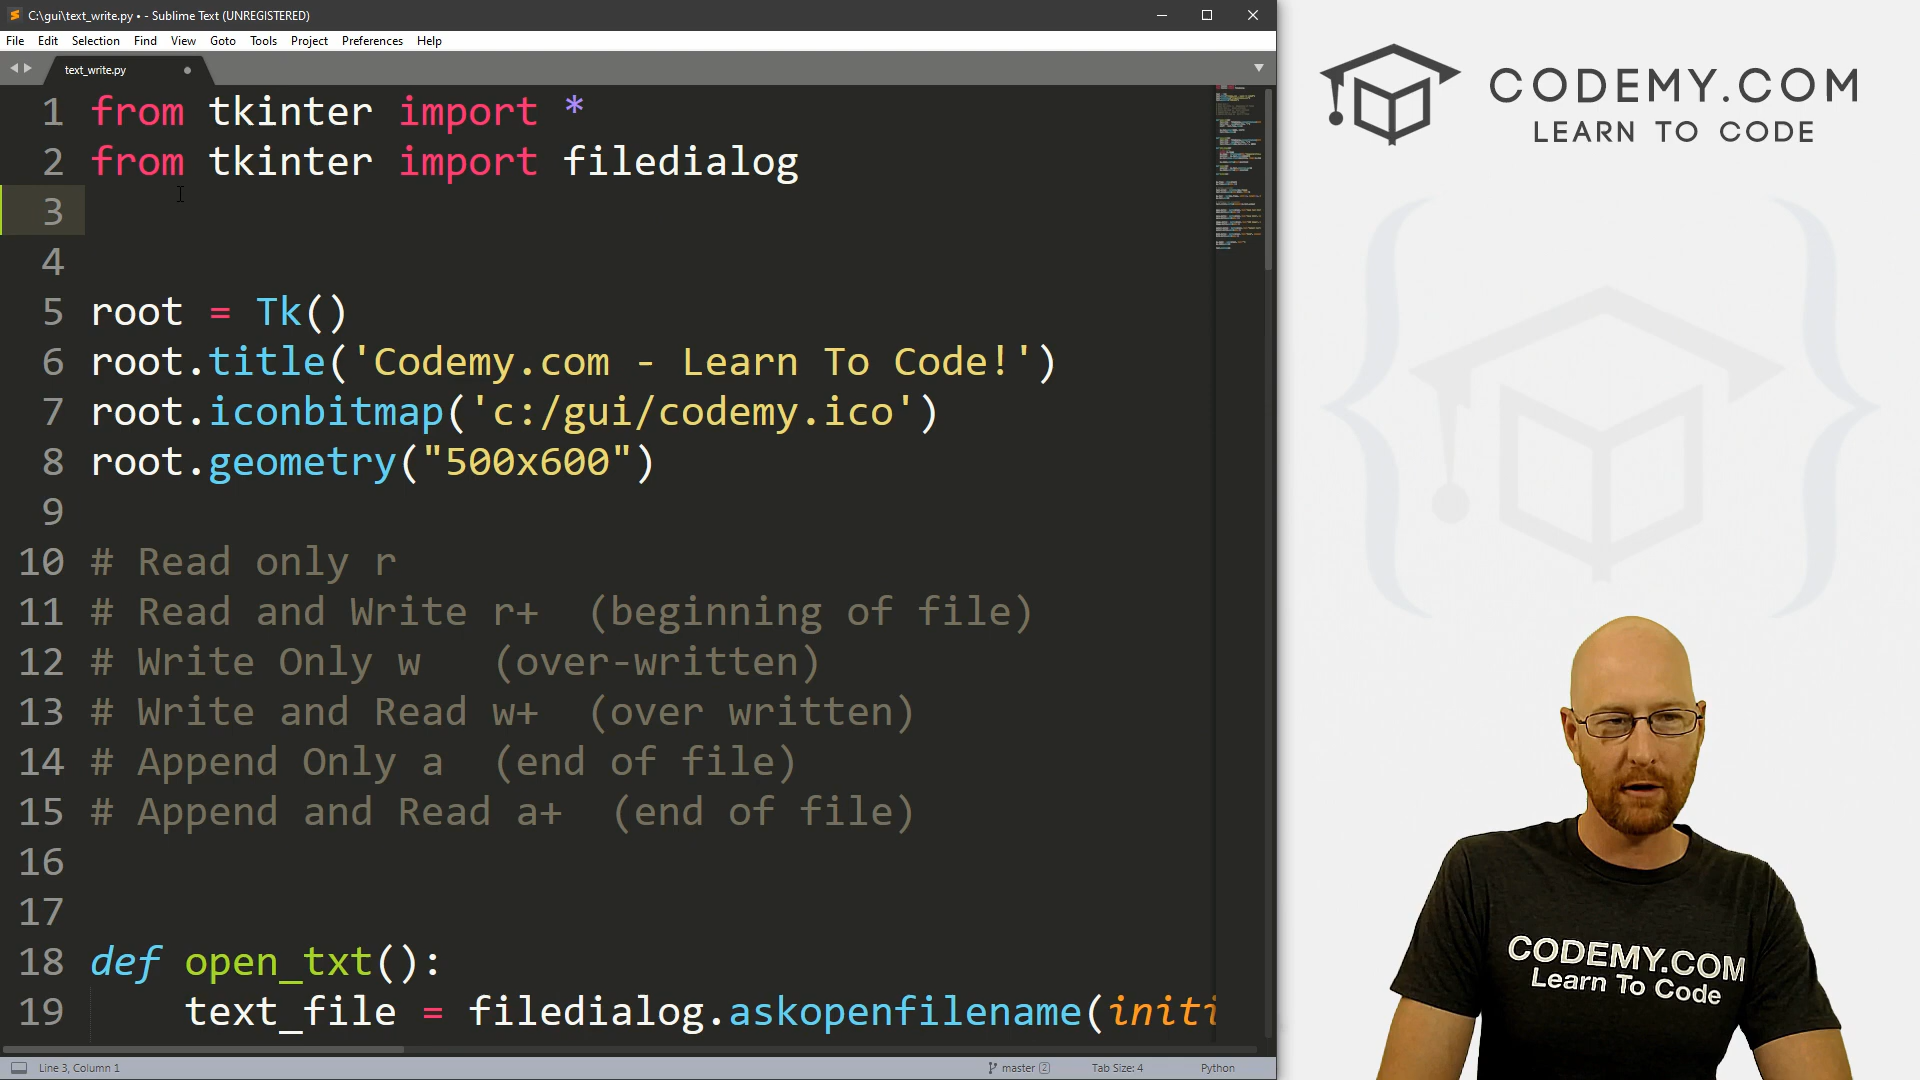 C:\gui\text_write.py • - Sublime Text (UNREGISTERED)
File Edit Selection Find View Goto Tools Project Preferences Help
text_write.py
1 from tkinter import *
2 from tkinter import filedialog
3
4
5 root = Tk()
6 root.title('Codemy.com - Learn To Code!')
7 root.iconbitmap('c:/gui/codemy.ico')
8 root.geometry("500x600")
9
10 # Read only r
11 # Read and Write r+  (beginning of file)
12 # Write Only w   (over-written)
13 # Write and Read w+  (over written)
14 # Append Only a  (end of file)
15 # Append and Read a+  (end of file)
16
17
18 def open_txt():
19     text_file = filedialog.askopenfilename(initi
Line 3, Column 1
master 2
Tab Size: 4
Python
CODEMY.COM
LEARN TO CODE
CODEMY.COM
Learn To Code